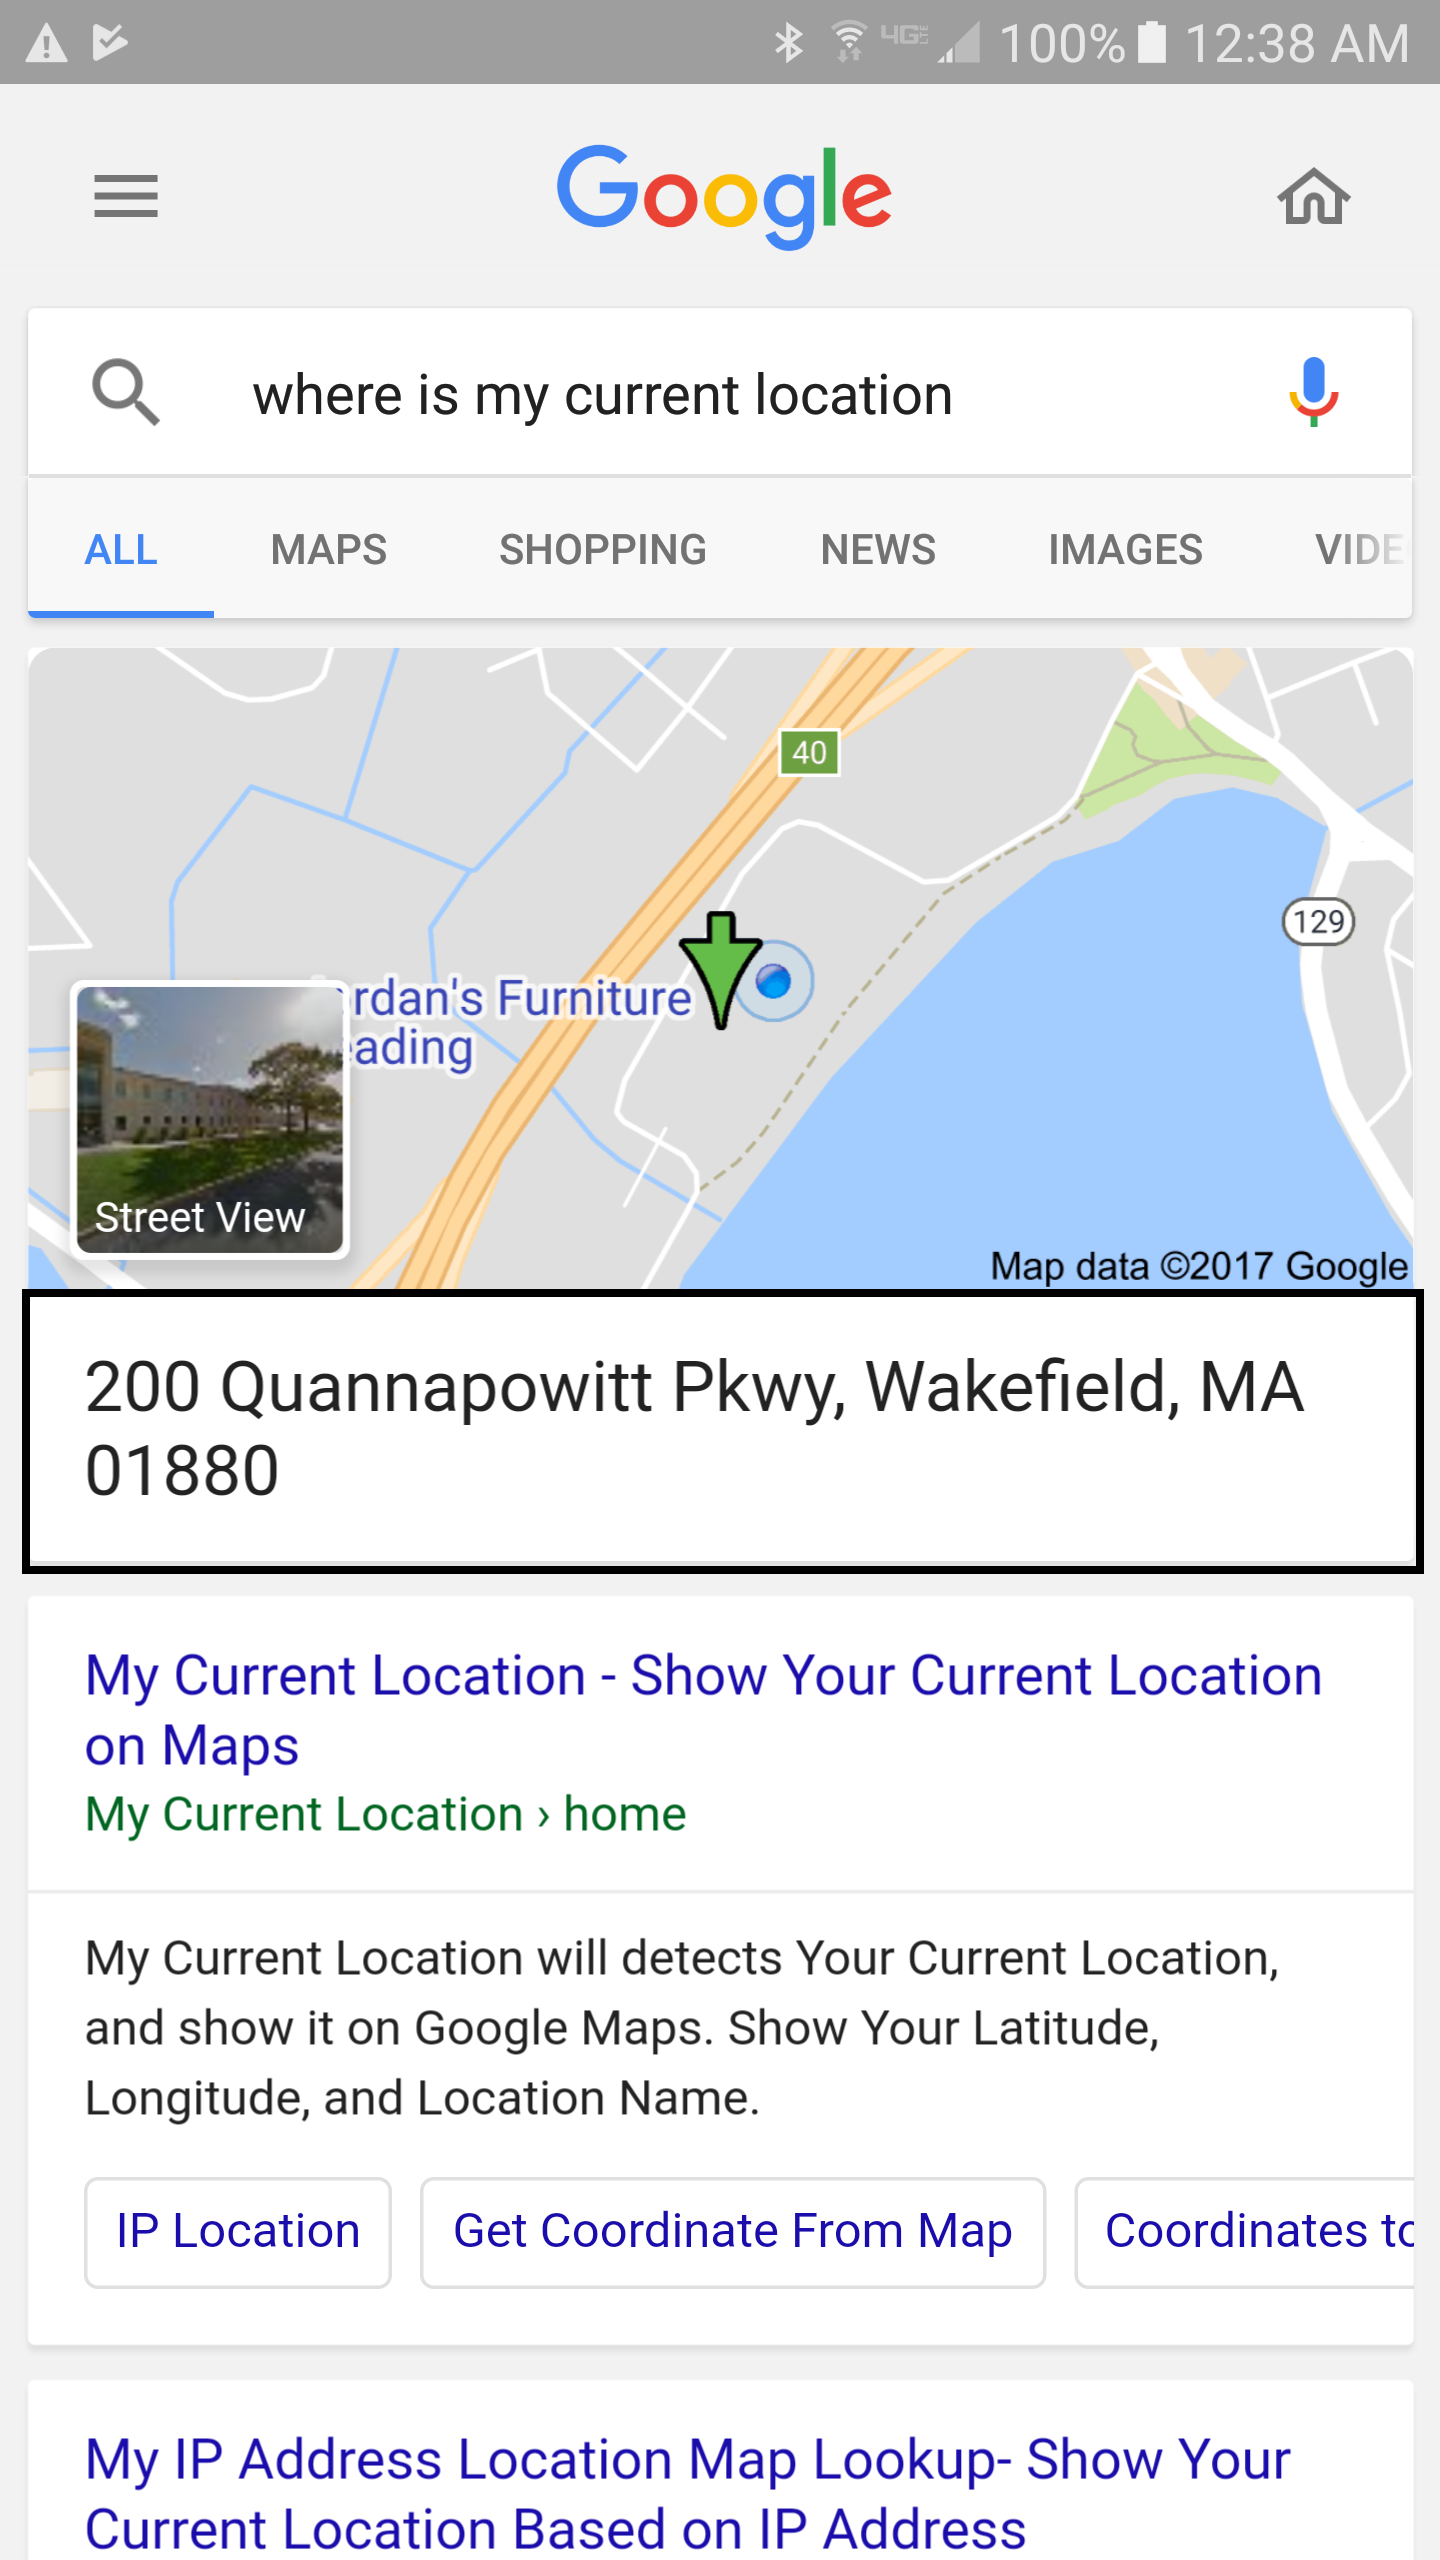 4G LTE 100% 12:38 AM
Google
where is my current location
ALL MAPS SHOPPING NEWS IMAGES
40
129
Furniture
Street View
Map data ©2017 Google
200 Quannapowitt Pkwy, Wakefield, MA
01880
My Current Location - Show Your Current Location
on Maps
My Current Location › home
My Current Location will detects Your Current Location,
and show it on Google Maps. Show Your Latitude,
Longitude, and Location Name.
IP Location Get Coordinate From Map Coordinates to
My IP Address Location Map Lookup- Show Your
Current Location Based on IP Address